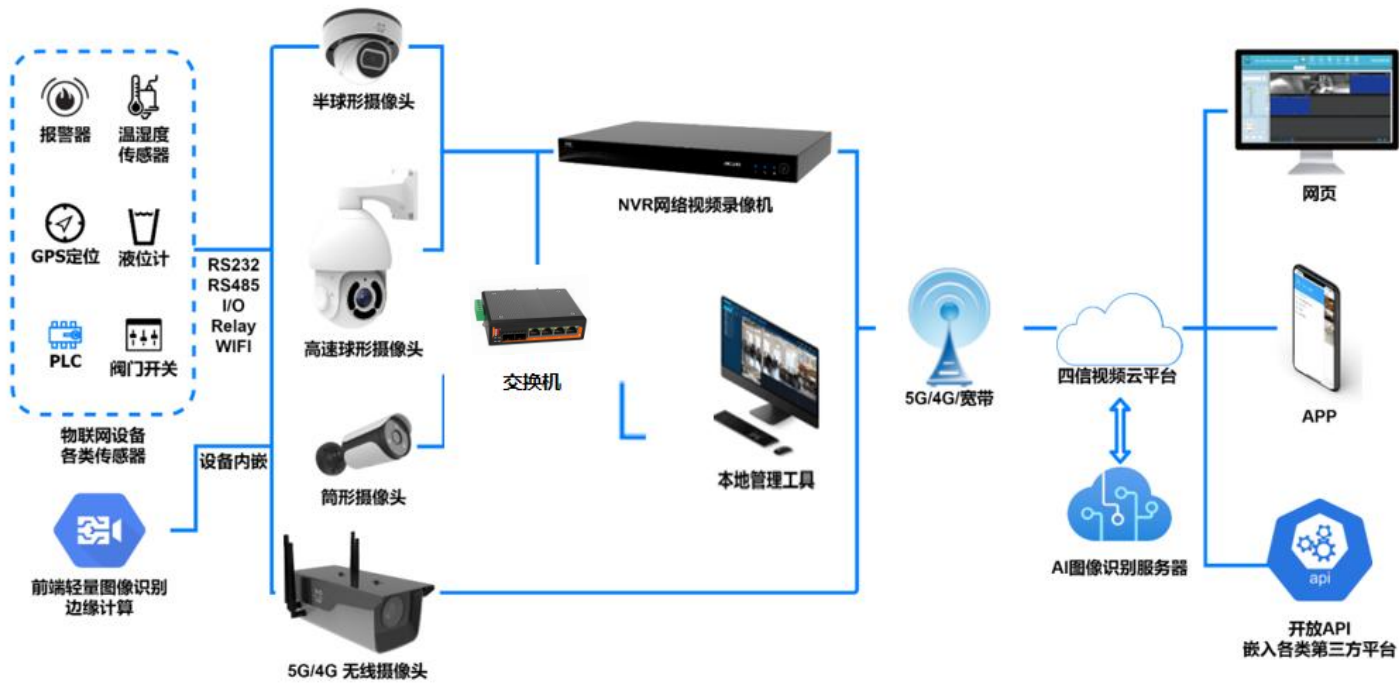 报警器
温湿度
传感器
GPS定位
液位计
PLC
阀门开关
物联网设备
各类传感器
前端轻量图像识别
边缘计算
RS232
RS485
I/O
Relay
WIFI
设备内嵌
半球形摄像头
高速球形摄像头
筒形摄像头
5G/4G 无线摄像头
NVR网络视频录像机
交换机
本地管理工具
5G/4G/宽带
四信视频云平台
AI图像识别服务器
网页
APP
api
开放API
嵌入各类第三方平台